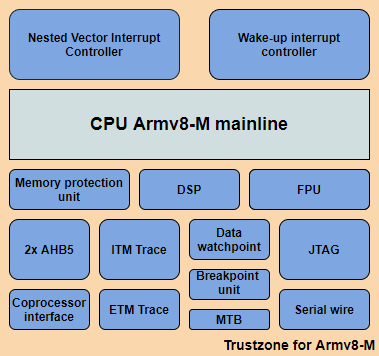 Nested Vector Interrupt
Controller
Wake-up interrupt
controller
CPU Armv8-M mainline
Memory protection
unit
DSP
FPU
2x AHB5
ITM Trace
Data
watchpoint
JTAG
Breakpoint
unit
Coprocessor
interface
ETM Trace
MTB
Serial wire
Trustzone for Armv8-M